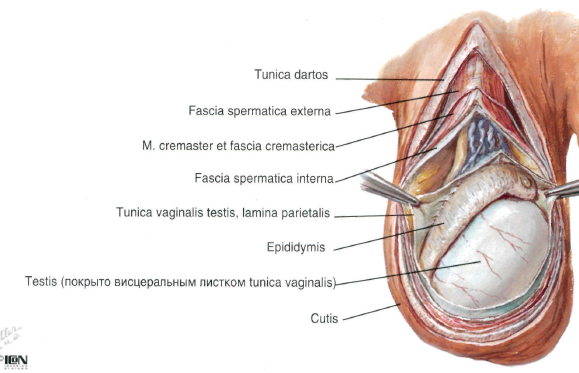 Tunica dartos
Fascia spermatica externa
M. cremaster et fascia cremasterica
Fascia spermatica interna
Tunica vaginalis testis, lamina parietalis
Epididymis
Testis (покрыто висцеральным листком tunica vaginalis)
Cutis
ICON